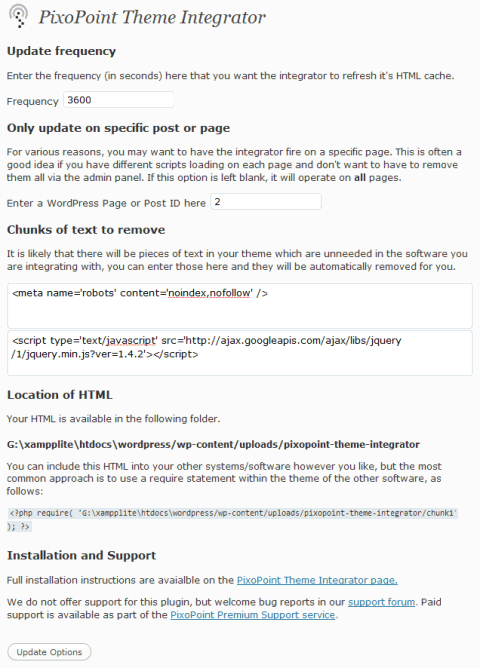 PixoPoint Theme Integrator
Update frequency
Enter the frequency (in seconds) here that you want the integrator to refresh it's HTML cache.
Frequency 3600
Only update on specific post or page
For various reasons, you may want to have the integrator fire on a specific page. This is often a
good idea if you have different scripts loading on each page and don't want to have to remove
them all via the admin panel. If this option is left blank, it will operate on all pages.
Enter a WordPress Page or Post ID here 2
Chunks of text to remove
It is likely that there will be pieces of text in your theme which are unneeded in the software you
are integrating with, you can enter those here and they will be automatically removed for you.
<meta name='robots' content='noindex,nofollow' />
<script type='text/javascript' src='http://ajax.googleapis.com/ajax/libs/jquery
/1/jquery.min.js?ver=1.4.2'></script>
Location of HTML
Your HTML is available in the following folder.
G:\xampplite\htdocs\wordpress/wp-content/uploads/pixopoint-theme-integrator
You can include this HTML into your other systems/software however you like, but the most
common approach is to use a require statement within the theme of the other software, as
follows:
<?php require( 'G:\xampplite\htdocs\wordpress/wp-content/uploads/pixopoint-theme-integrator/chunki'
); ?>
Installation and Support
Full installation instructions are avaialble on the PixoPoint Theme Integrator page.
We do not offer support for this plugin, but welcome bug reports in our support forum. Paid
support is available as part of the PixoPoint Premium Support service.
Update Options